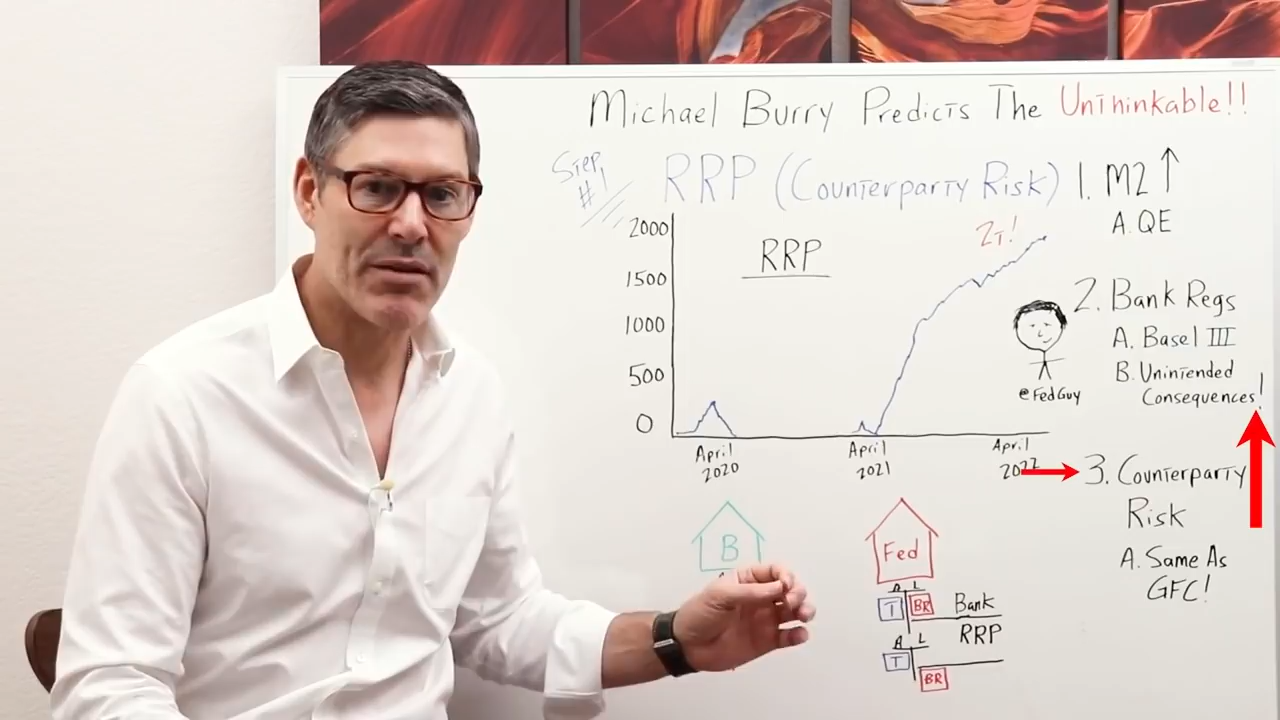 Michael Burry Predicts The Unthinkable!!
Step #1
RRP (Counterparty Risk)
2000
1500
1000
500
0
RRP
2T!
April 2020
April 2021
April 2022
@FedGuy
1. M2 ↑
A. QE
2. Bank Regs
A. Basel III
B. Unintended
Consequences!
3. Counterparty
Risk
A. Same As
GFC!
B
A
Fed
A L
T BR Bank
RRP
A L
T
BR